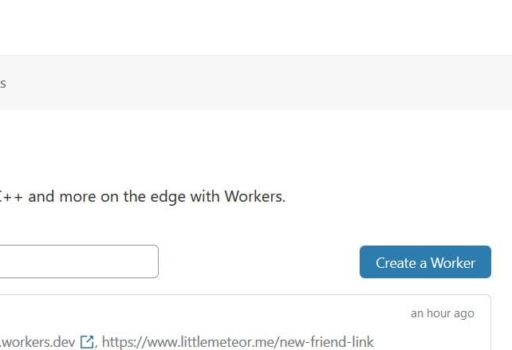 s
C++ and more on the edge with Workers.
Create a Worker
an hour ago
.workers.dev , https://www.littlemeteor.me/new-friend-link